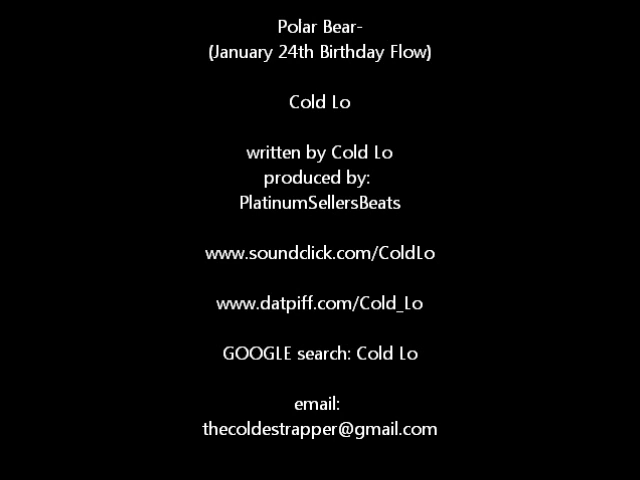 Polar Bear-
(January 24th Birthday Flow)
Cold Lo
written by Cold Lo
produced by:
PlatinumSellersBeats
www.soundclick.com/ColdLo
www.datpiff.com/Cold_Lo
GOOGLE search: Cold Lo
email:
thecoldestrapper@gmail.com